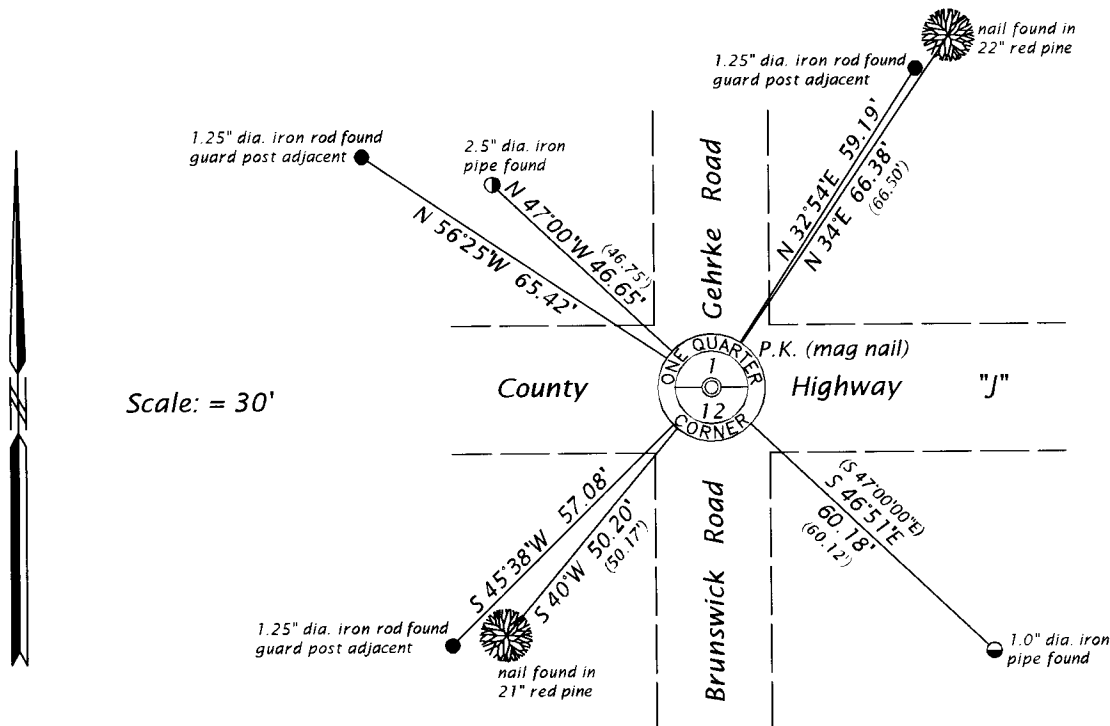 nail found in
22" red pine
1.25" dia. iron rod found
guard post adjacent
1.25" dia. iron rod found
guard post adjacent
2.5" dia. iron
pipe found
N 32°54'E 59.19'
N 34°E 66.38'
(66.50')
N 47°00'W 46.65'
(46.75')
N 56°25'W 65.42'
Gehrke Road
N
Scale: = 30'
County
ONE QUARTER
1
12
CORNER
P.K. (mag nail)
Highway "J"
S 45°38'W 57.08'
S 40°W 50.20'
(50.17')
Brunswick Road
(S 47°00'00"E)
S 46°51'E
60.18'
(60.12')
1.25" dia. iron rod found
guard post adjacent
nail found in
21" red pine
1.0" dia. iron
pipe found